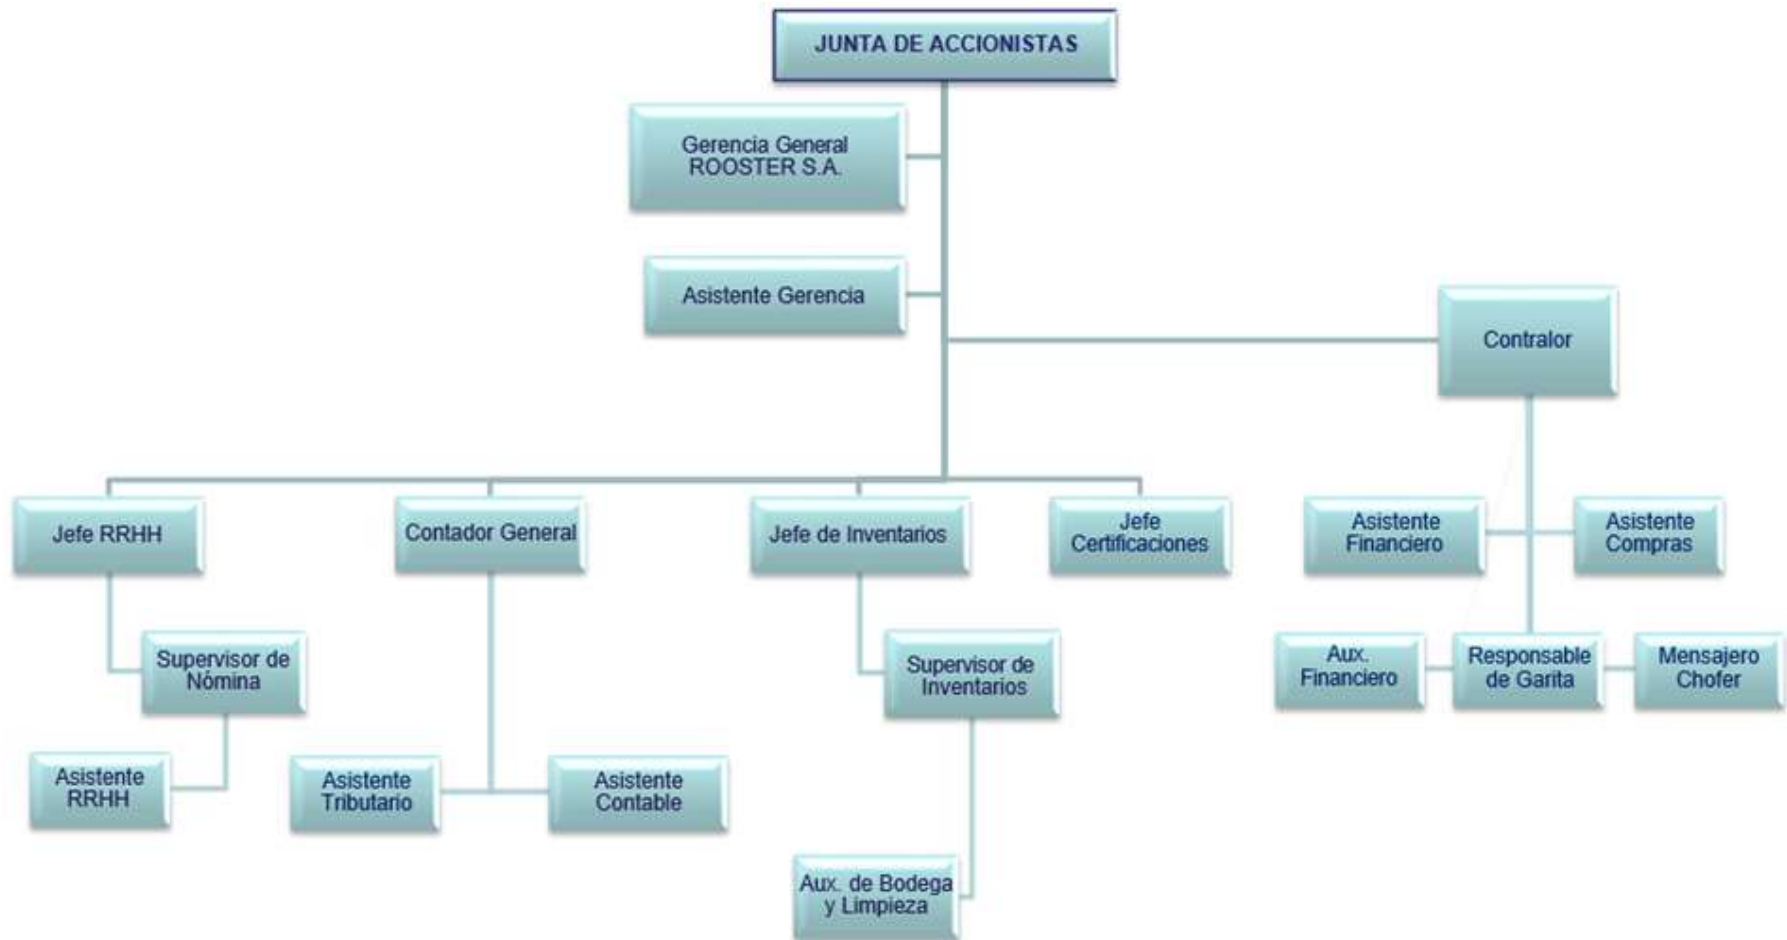 JUNTA DE ACCIONISTAS
Gerencia General
ROOSTER S.A.
Asistente Gerencia
Contralor
Jefe RRHH
Contador General
Jefe de Inventarios
Jefe
Certificaciones
Asistente
Financiero
Asistente
Compras
Supervisor de
Nómina
Supervisor de
Inventarios
Aux.
Financiero
Responsable
de Garita
Mensajero
Chofer
Asistente
RRHH
Asistente
Tributario
Asistente
Contable
Aux. de Bodega
y Limpieza